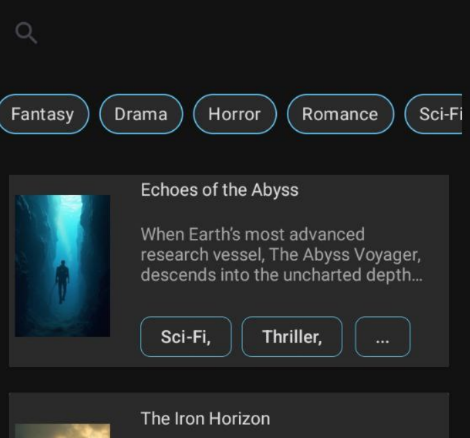 Fantasy Drama Horror Romance Sci-Fi
Echoes of the Abyss
When Earth's most advanced
research vessel, The Abyss Voyager,
descends into the uncharted depth...
Sci-Fi, Thriller, ...
The Iron Horizon